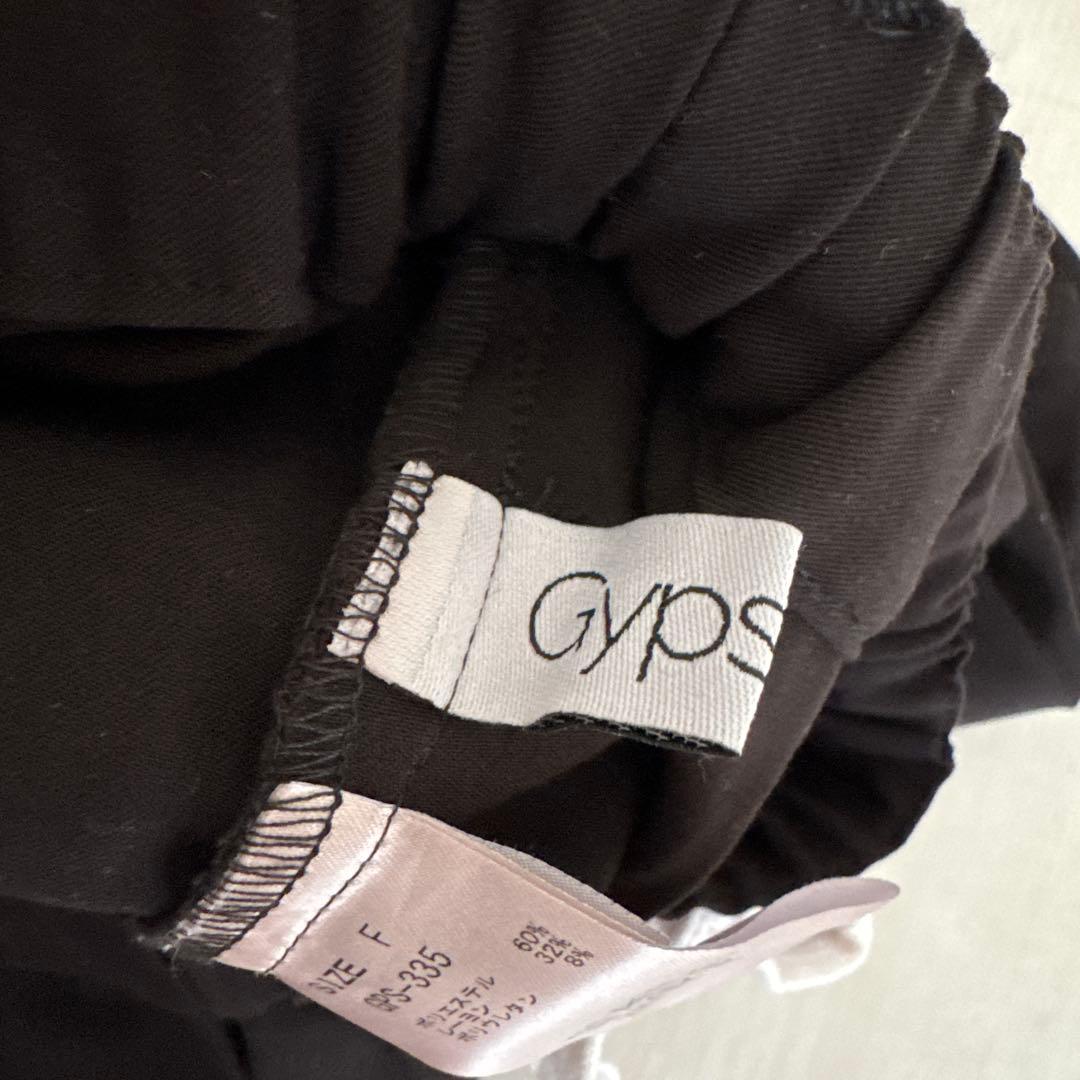 Gyps
SIZE F
GPS-335
ポリエステル 60%
レーヨン 32%
ポリウレタン 8%